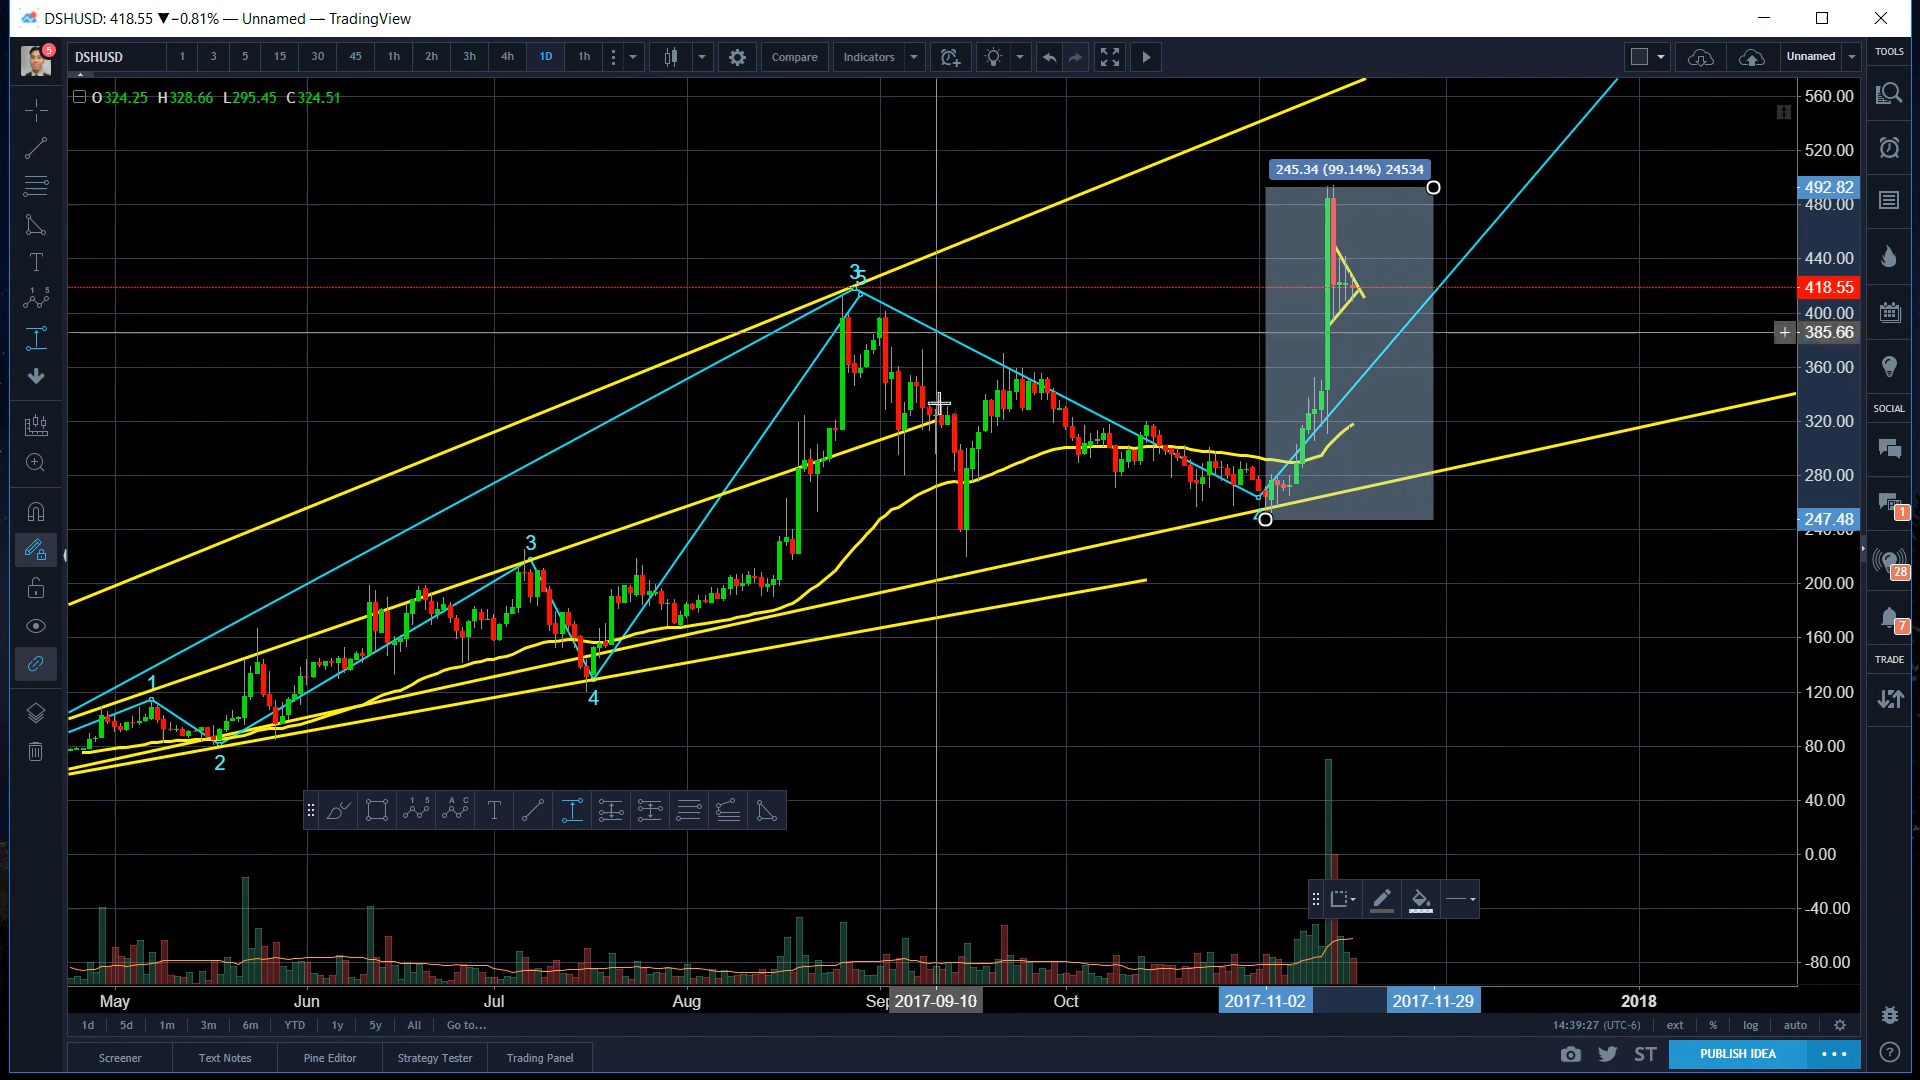 DSHUSD: 418.55 ▼−0.81% — Unnamed — TradingView
5
DSHUSD 1 3 5 15 30 45 1h 2h 3h 4h 1D 1h Compare Indicators Unnamed
TOOLS
O324.25 H328.66 L295.45 C324.51
560.00
520.00
245.34 (99.14%) 24534
492.82
480.00
440.00
3
5
418.55
400.00
+ 385.66
360.00
SOCIAL
320.00
280.00
247.48
1
3
28
200.00
7
160.00
TRADE
1
4
120.00
80.00
2
40.00
1 5
A C
0.00
-40.00
-80.00
May Jun Jul Aug Sep 2017-09-10 Oct 2017-11-02 2017-11-29 2018
1d 5d 1m 3m 6m YTD 1y 5y All Go to... 14:39:27 (UTC-6) ext % log auto
Screener Text Notes Pine Editor Strategy Tester Trading Panel ST PUBLISH IDEA